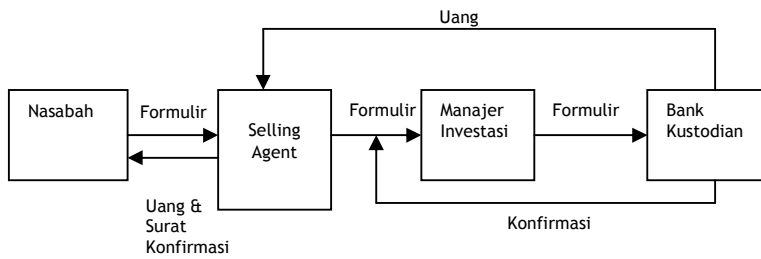 Uang
Nasabah
Formulir
Selling
Agent
Formulir
Manajer
Investasi
Formulir
Bank
Kustodian
Uang &
Surat
Konfirmasi
Konfirmasi